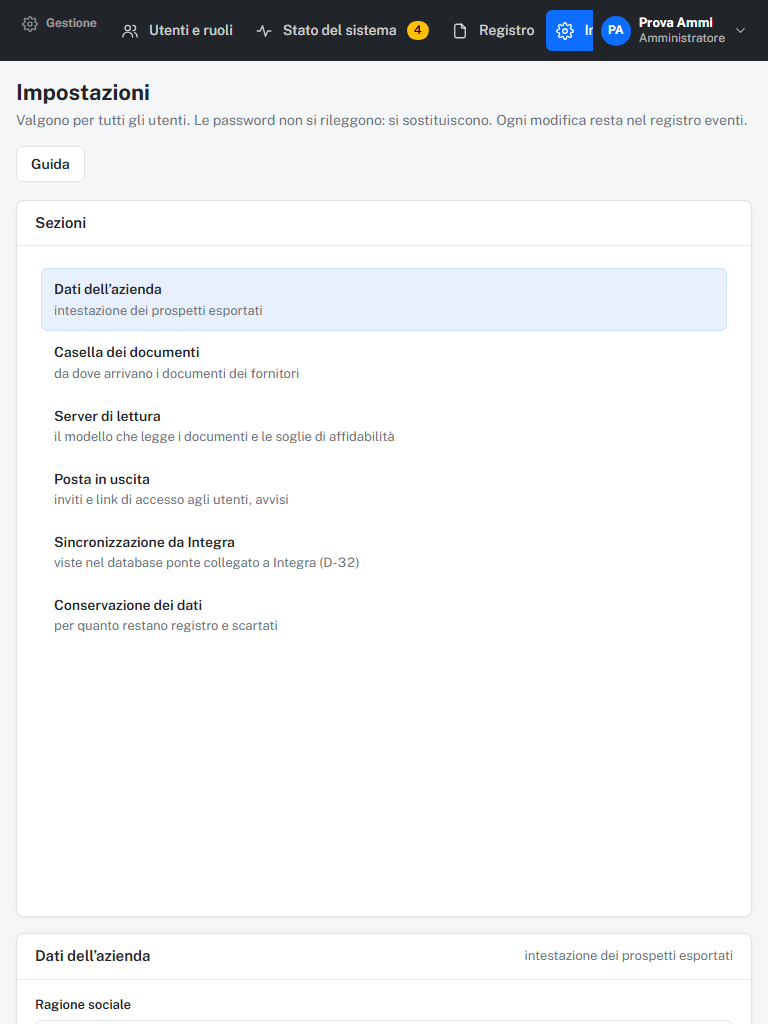 Gestione
Utenti e ruoli
Stato del sistema 4
Registro
PA
Prova Ammi
Amministratore
Impostazioni
Valgono per tutti gli utenti. Le password non si rileggono: si sostituiscono. Ogni modifica resta nel registro eventi.
Guida
Sezioni
Dati dell'azienda
intestazione dei prospetti esportati
Casella dei documenti
da dove arrivano i documenti dei fornitori
Server di lettura
il modello che legge i documenti e le soglie di affidabilità
Posta in uscita
inviti e link di accesso agli utenti, avvisi
Sincronizzazione da Integra
viste nel database ponte collegato a Integra (D-32)
Conservazione dei dati
per quanto restano registro e scartati
Dati dell'azienda
intestazione dei prospetti esportati
Ragione sociale